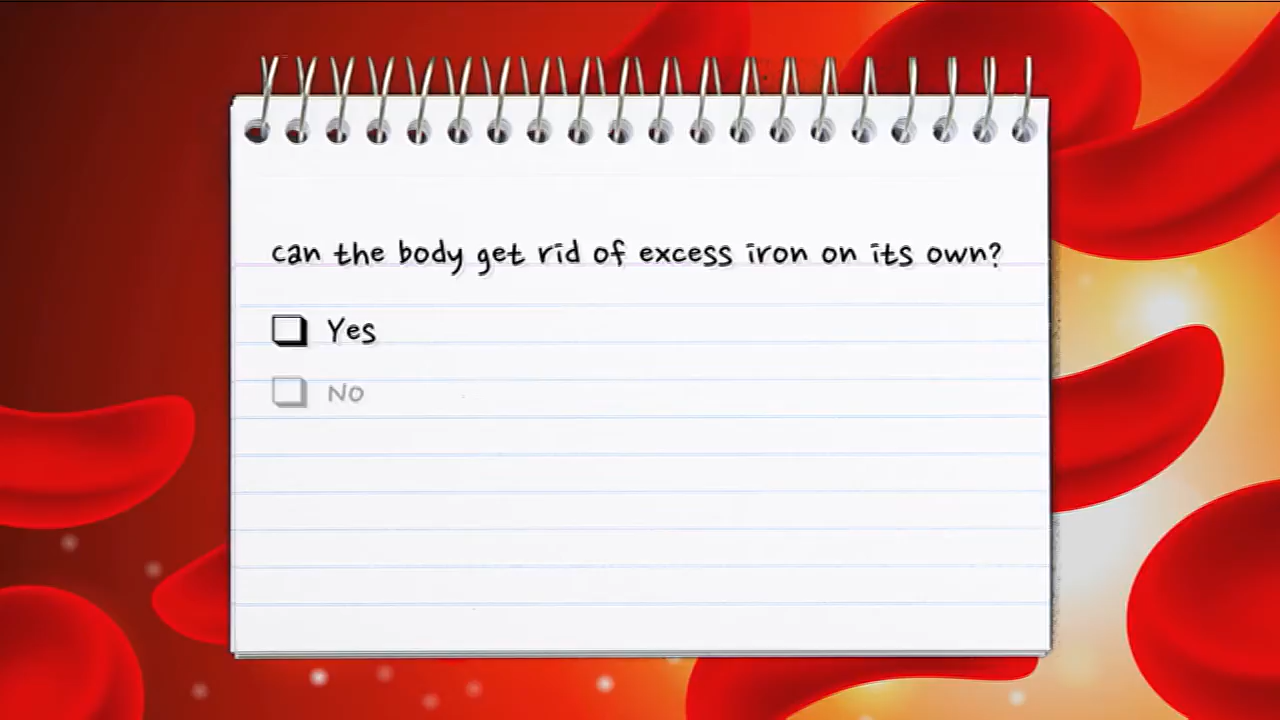 can the body get rid of excess iron on its own?
Yes
No